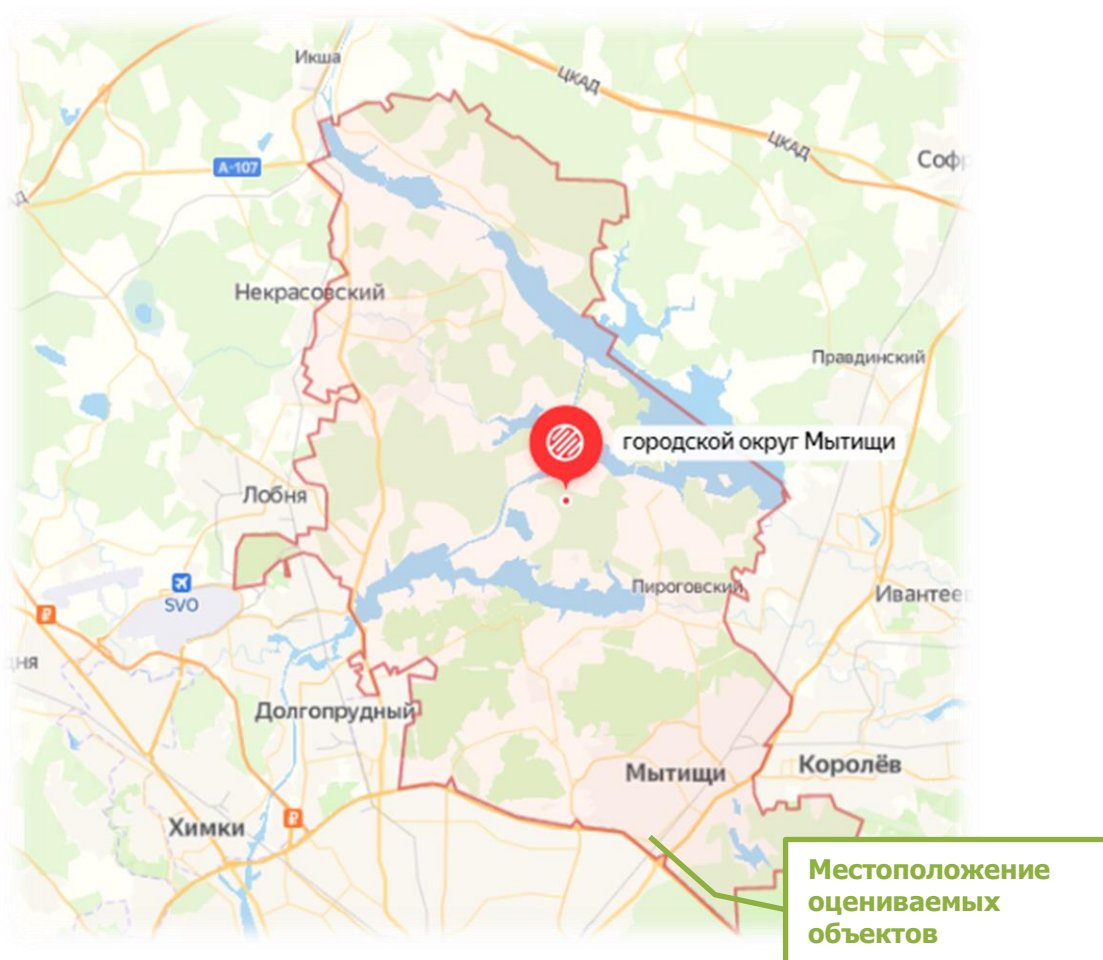 Икша
ЦКАД
ЦКАД
Софр
А-107
Некрасовский
Правдинский
городской округ Мытищи
Лобня
SVO
Пироговский
Ивантеев
дня
Долгопрудный
Мытищи
Королёв
Химки
Местоположение
оцениваемых
объектов